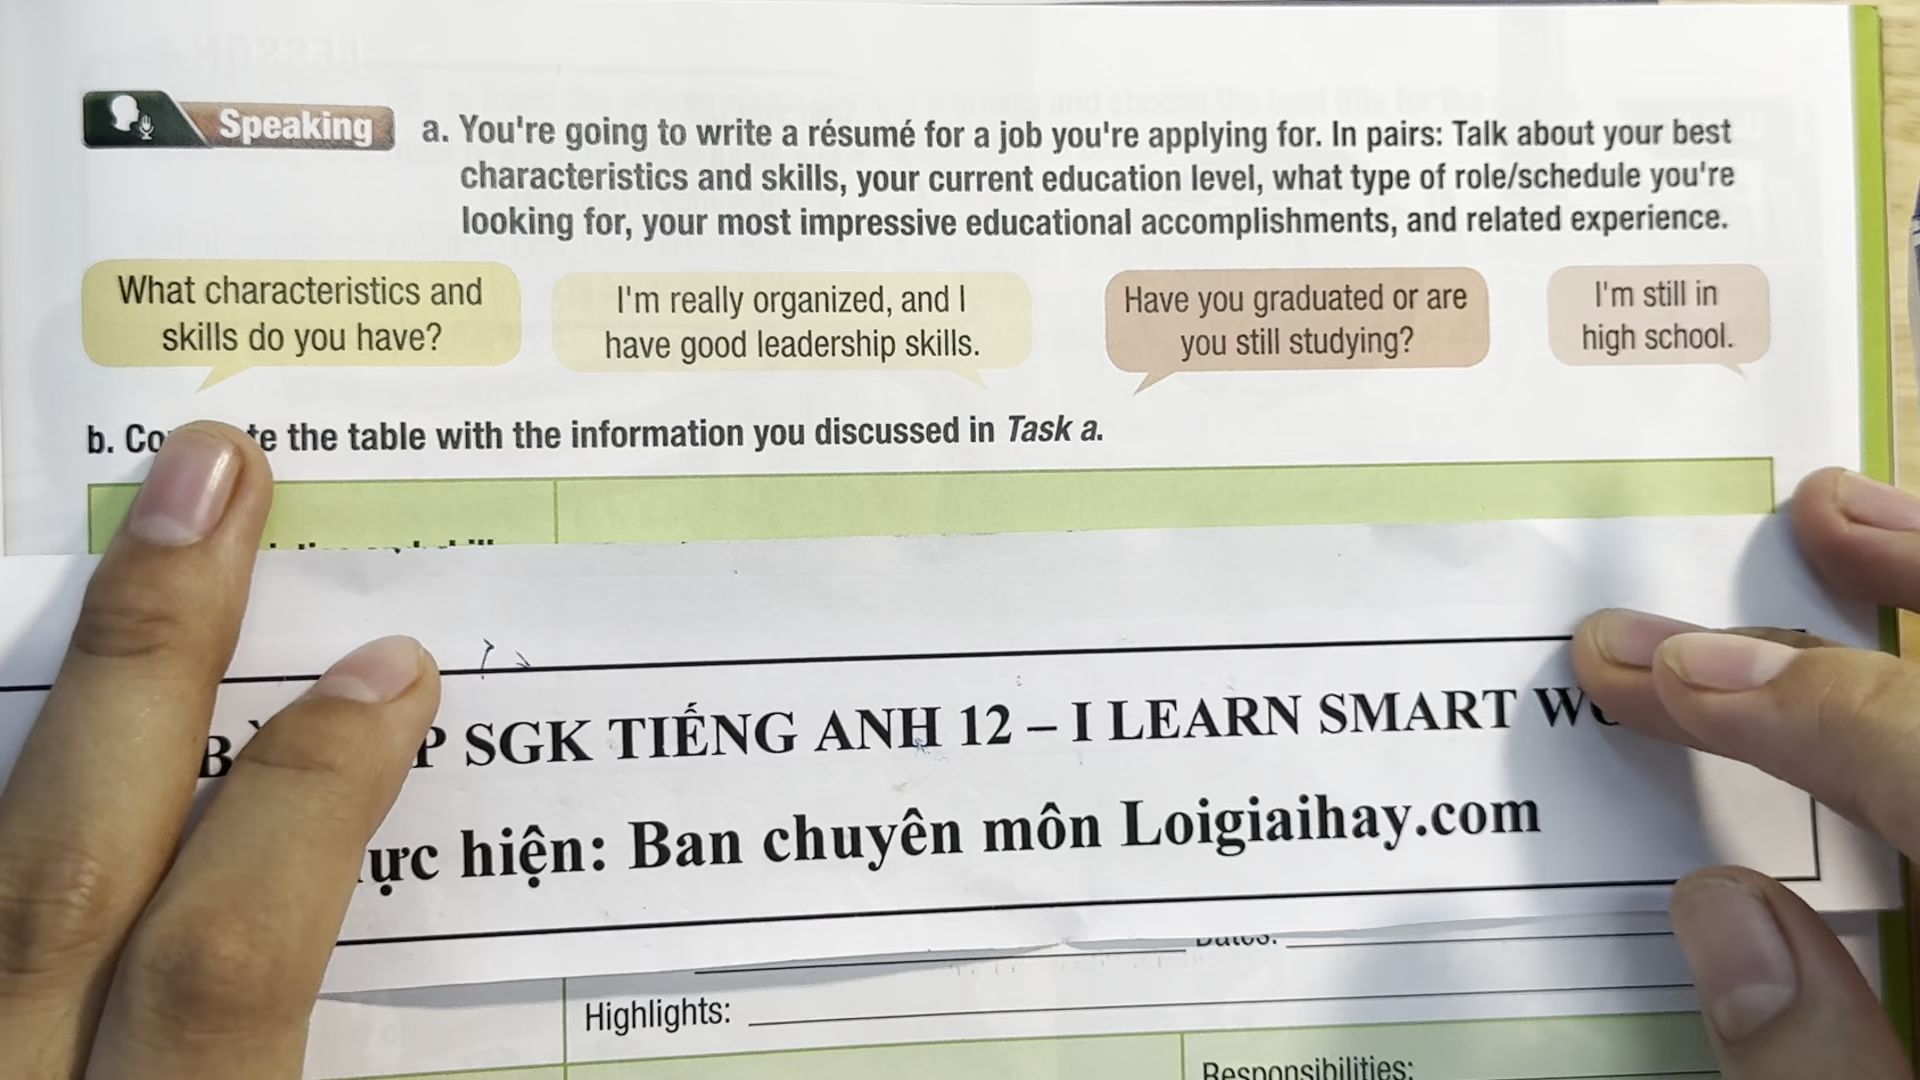 Speaking
a. You're going to write a résumé for a job you're applying for. In pairs: Talk about your best
characteristics and skills, your current education level, what type of role/schedule you're
looking for, your most impressive educational accomplishments, and related experience.
What characteristics and
skills do you have?
I'm really organized, and I
have good leadership skills.
Have you graduated or are
you still studying?
I'm still in
high school.
b. the table with the information you discussed in Task a.
SGK TIẾNG ANH 12 – I LEARN SMART
hiện: Ban chuyên môn Loigiaihay.com
Dates:
Highlights:
Responsibilities: